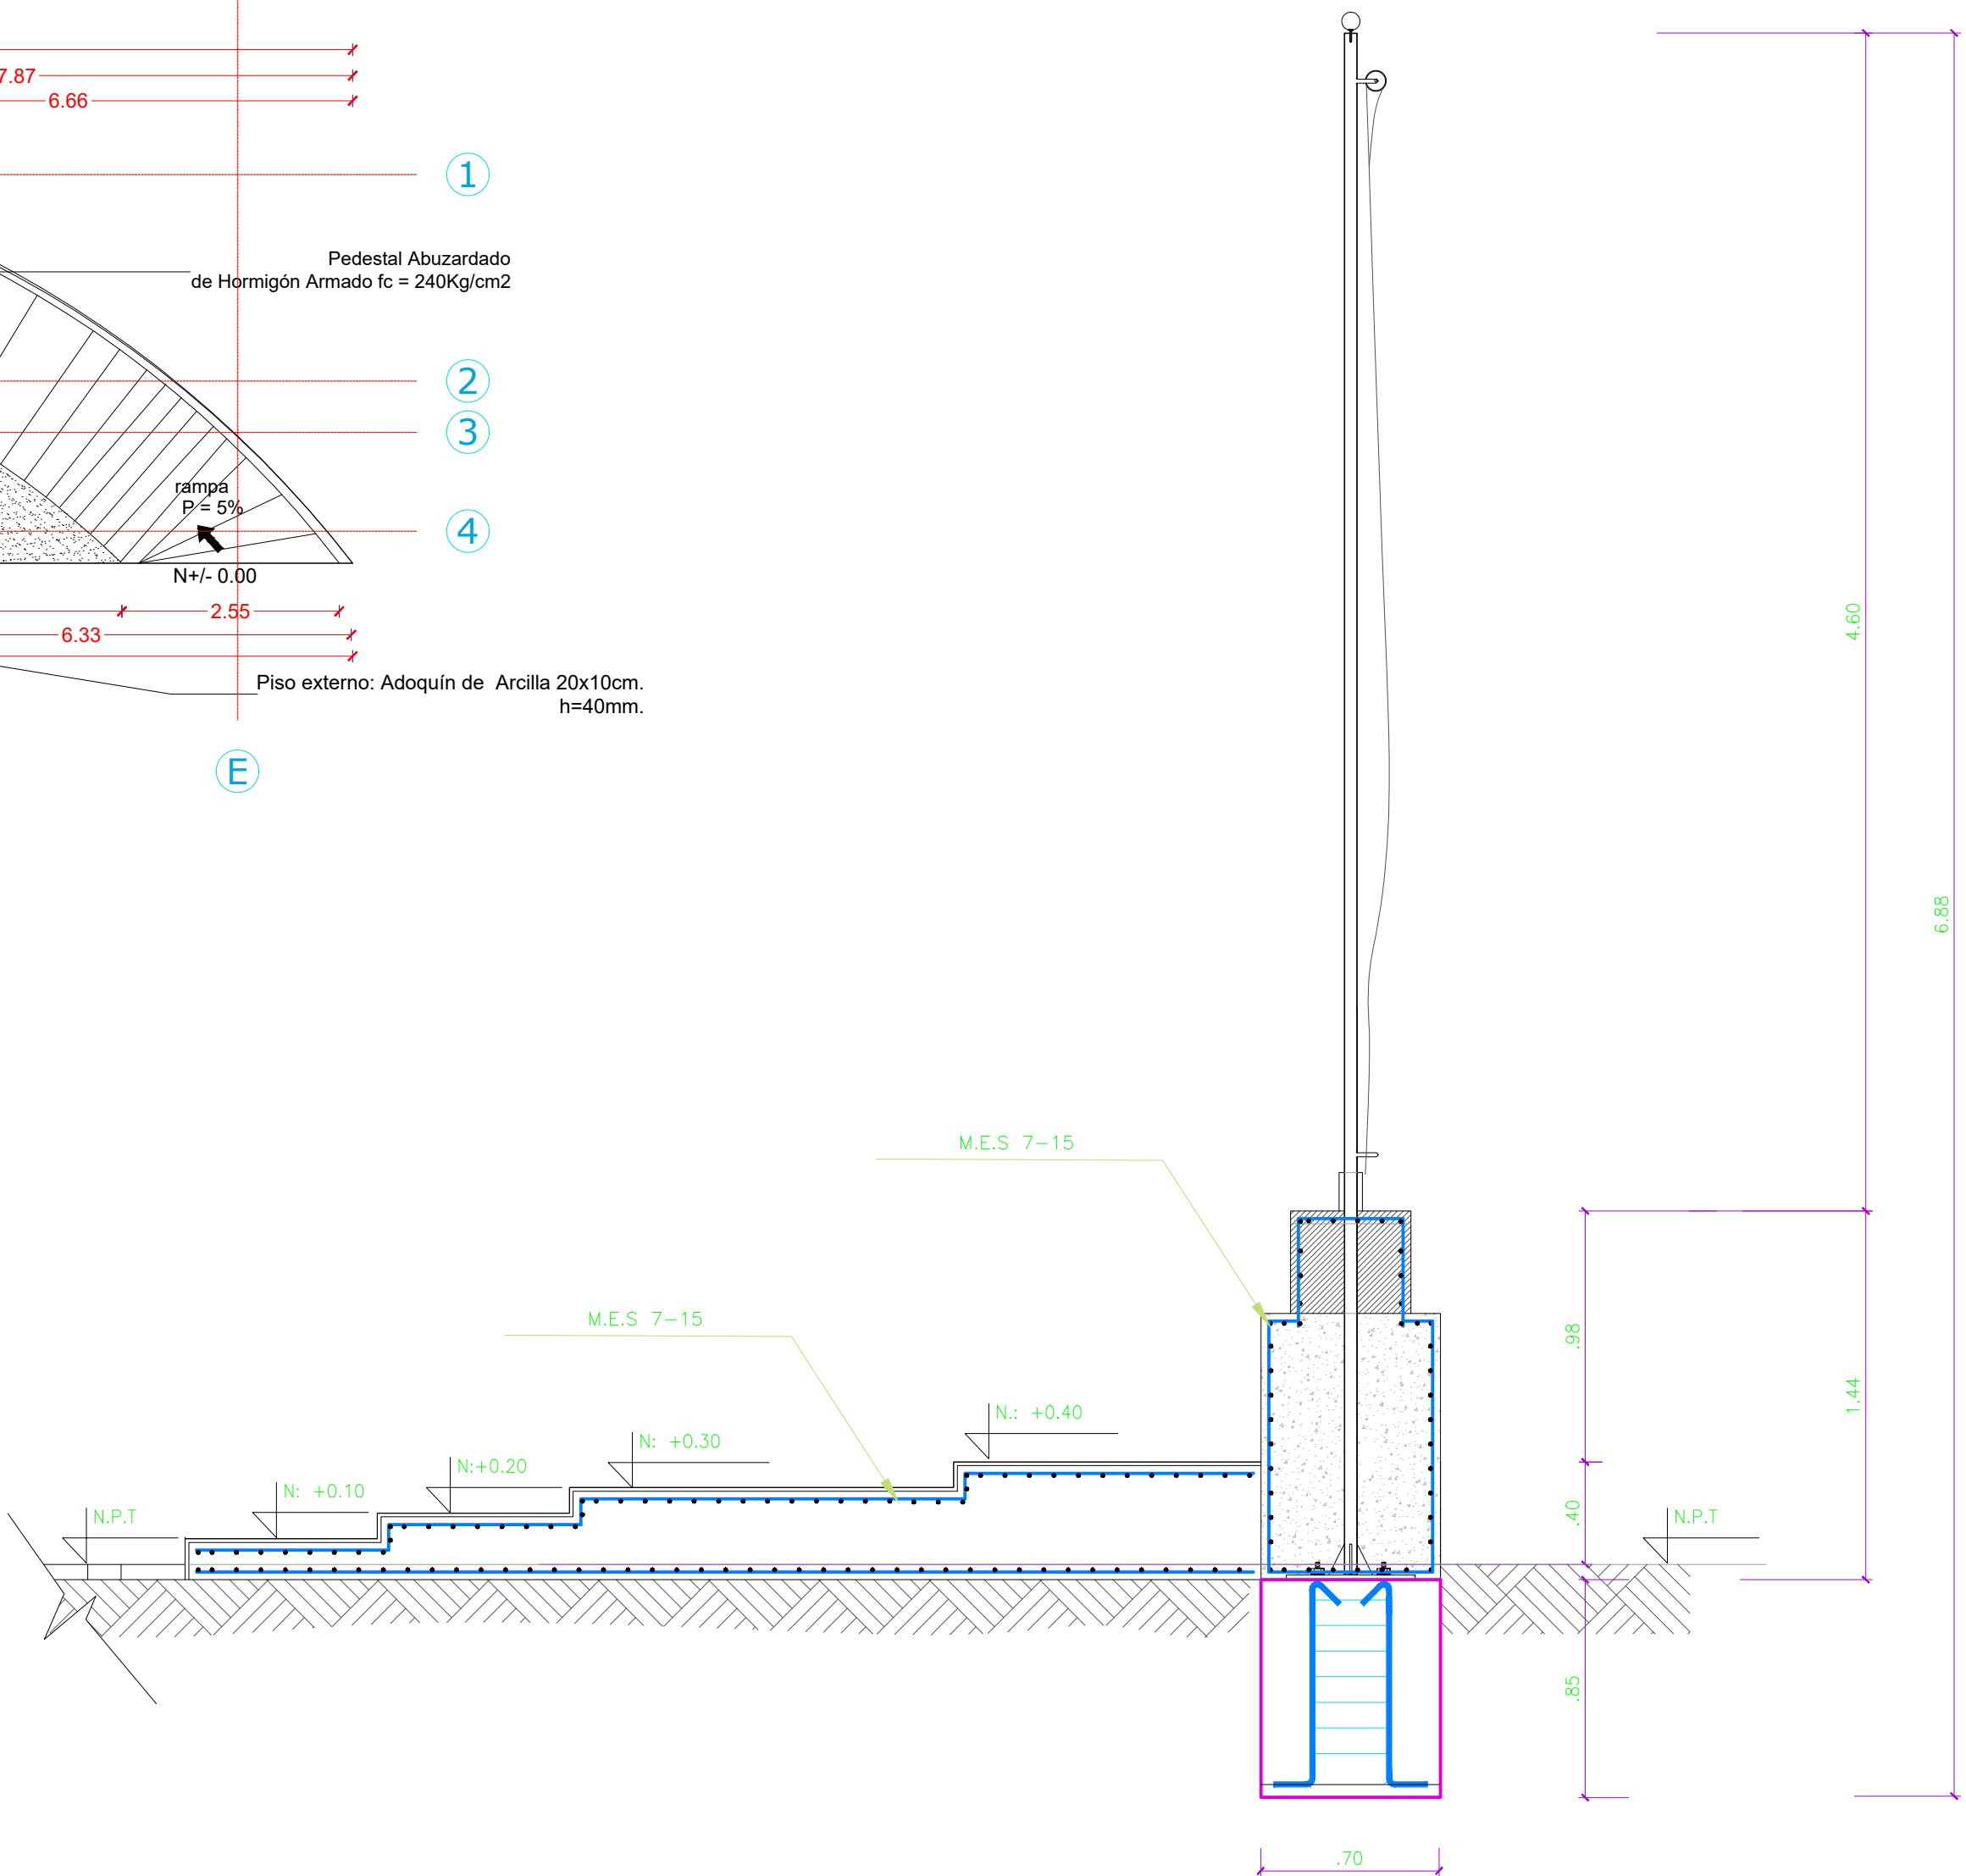 7.87
6.66
1
Pedestal Abuzardado
de Hormigón Armado fc = 240Kg/cm2
2
3
rampa
P = 5%
4
N+/- 0.00
2.55
6.33
Piso externo: Adoquín de Arcilla 20x10cm.
h=40mm.
E
4.60
6.88
M.E.S 7-15
M.E.S 7-15
.98
1.44
N.: +0.40
N: +0.30
N:+0.20
N: +0.10
N.P.T
.40
N.P.T
.85
.70